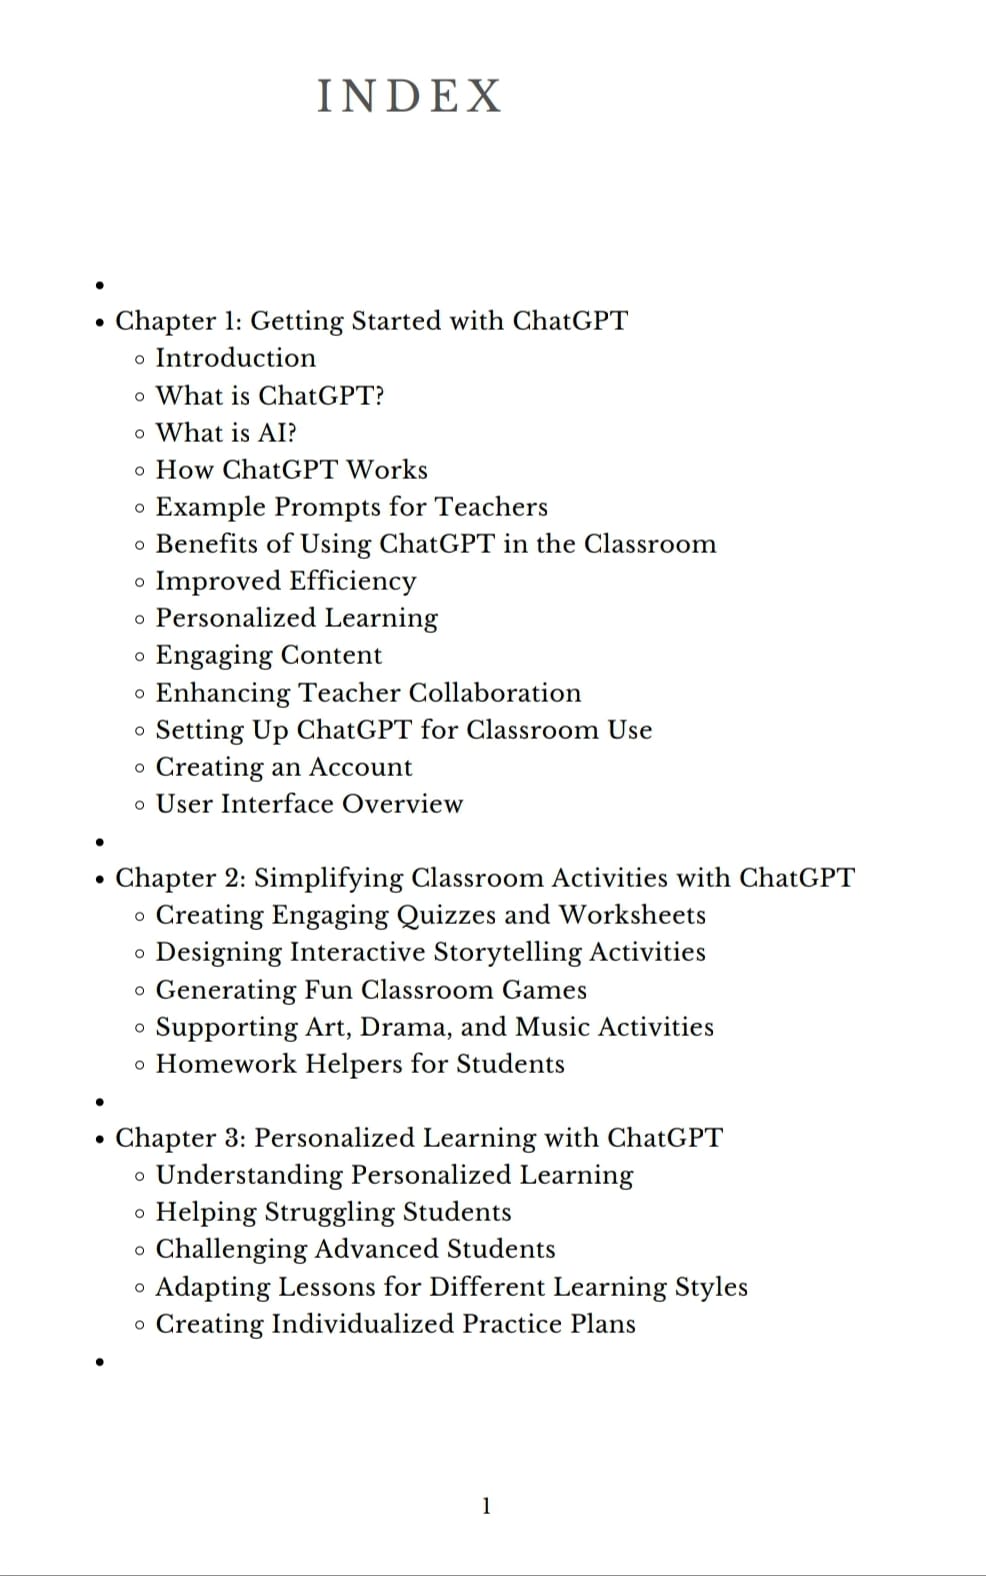 INDEX
•
• Chapter 1: Getting Started with ChatGPT
◦ Introduction
◦ What is ChatGPT?
◦ What is AI?
◦ How ChatGPT Works
◦ Example Prompts for Teachers
◦ Benefits of Using ChatGPT in the Classroom
◦ Improved Efficiency
◦ Personalized Learning
◦ Engaging Content
◦ Enhancing Teacher Collaboration
◦ Setting Up ChatGPT for Classroom Use
◦ Creating an Account
◦ User Interface Overview
•
• Chapter 2: Simplifying Classroom Activities with ChatGPT
◦ Creating Engaging Quizzes and Worksheets
◦ Designing Interactive Storytelling Activities
◦ Generating Fun Classroom Games
◦ Supporting Art, Drama, and Music Activities
◦ Homework Helpers for Students
•
• Chapter 3: Personalized Learning with ChatGPT
◦ Understanding Personalized Learning
◦ Helping Struggling Students
◦ Challenging Advanced Students
◦ Adapting Lessons for Different Learning Styles
◦ Creating Individualized Practice Plans
•
1